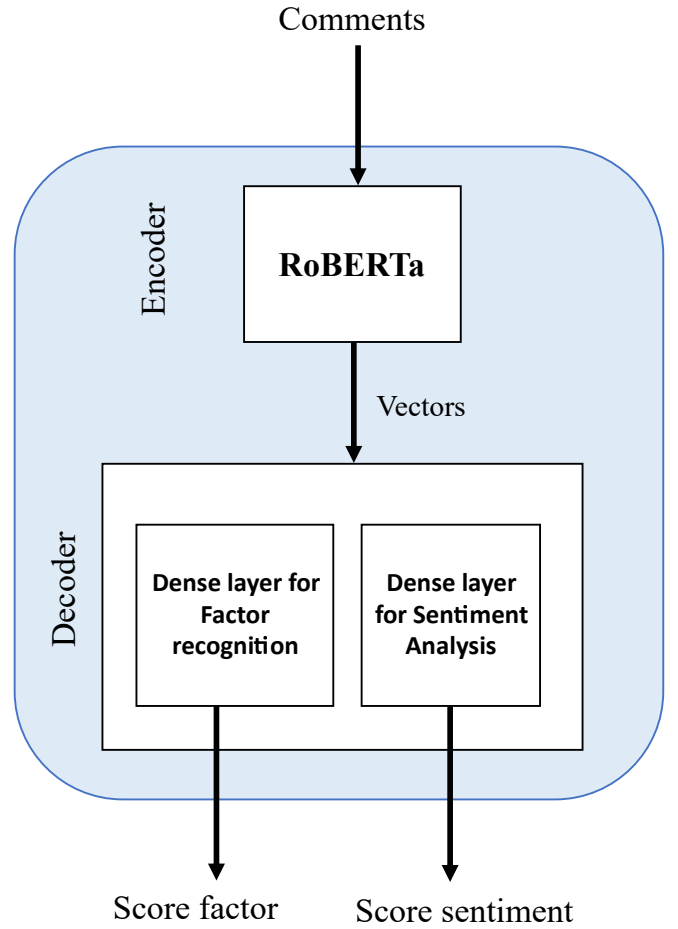 Comments
Encoder
RoBERTa
Vectors
Decoder
Dense layer for
Factor
recognition
Dense layer
for Sentiment
Analysis
Score factor
Score sentiment